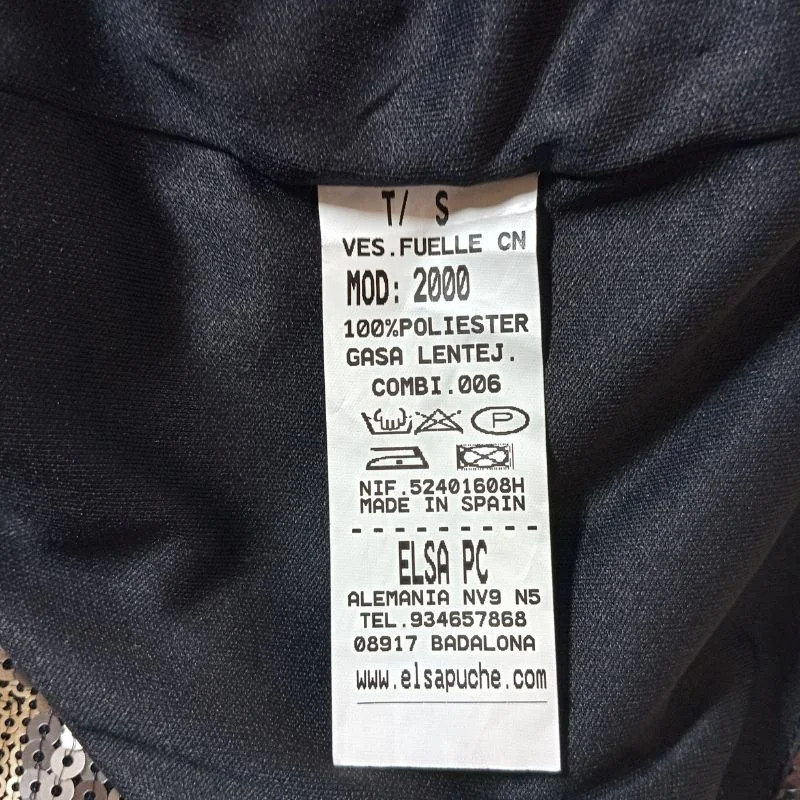 T/ S
VES.FUELLE CN
MOD: 2000
100%POLIESTER
GASA LENTEJ.
COMBI.006
P
NIF.52401608H
MADE IN SPAIN
ELSA PC
ALEMANIA NV9 N5
TEL.934657868
08917 BADALONA
www.elsapuche.com